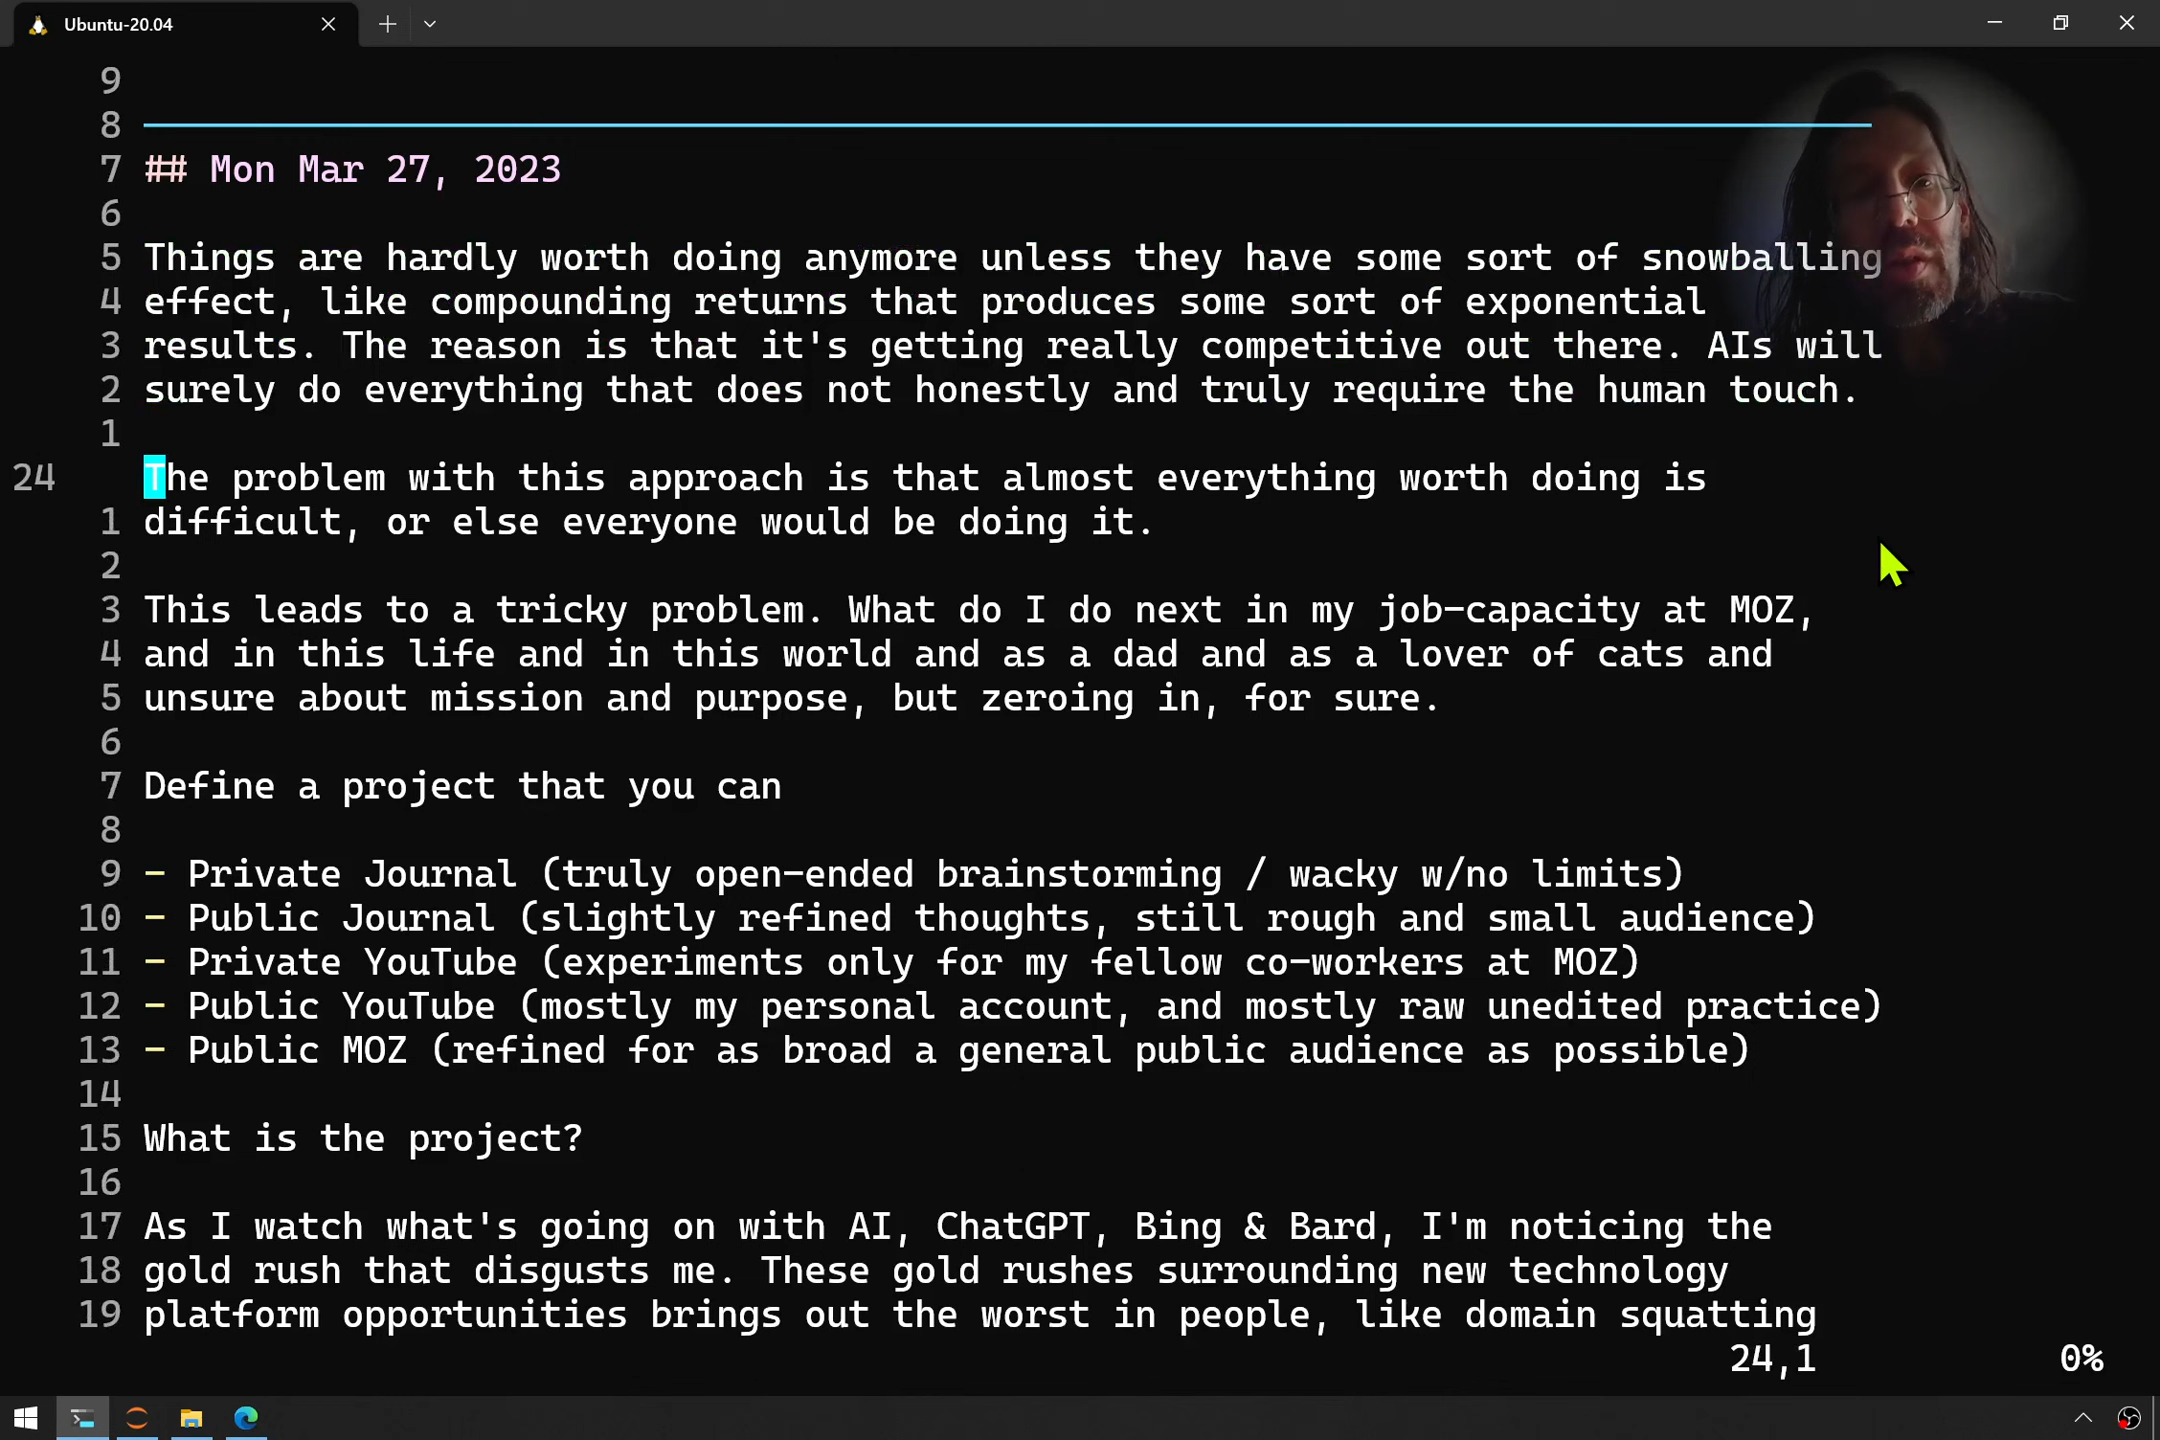 Ubuntu-20.04
9
8
7 ## Mon Mar 27, 2023
6
5 Things are hardly worth doing anymore unless they have some sort of snowballing
4 effect, like compounding returns that produces some sort of exponential
3 results. The reason is that it's getting really competitive out there. AIs will
2 surely do everything that does not honestly and truly require the human touch.
1
24 The problem with this approach is that almost everything worth doing is
1 difficult, or else everyone would be doing it.
2
3 This leads to a tricky problem. What do I do next in my job-capacity at MOZ,
4 and in this life and in this world and as a dad and as a lover of cats and
5 unsure about mission and purpose, but zeroing in, for sure.
6
7 Define a project that you can
8
9 - Private Journal (truly open-ended brainstorming / wacky w/no limits)
10 - Public Journal (slightly refined thoughts, still rough and small audience)
11 - Private YouTube (experiments only for my fellow co-workers at MOZ)
12 - Public YouTube (mostly my personal account, and mostly raw unedited practice)
13 - Public MOZ (refined for as broad a general public audience as possible)
14
15 What is the project?
16
17 As I watch what's going on with AI, ChatGPT, Bing & Bard, I'm noticing the
18 gold rush that disgusts me. These gold rushes surrounding new technology
19 platform opportunities brings out the worst in people, like domain squatting
24,1 0%